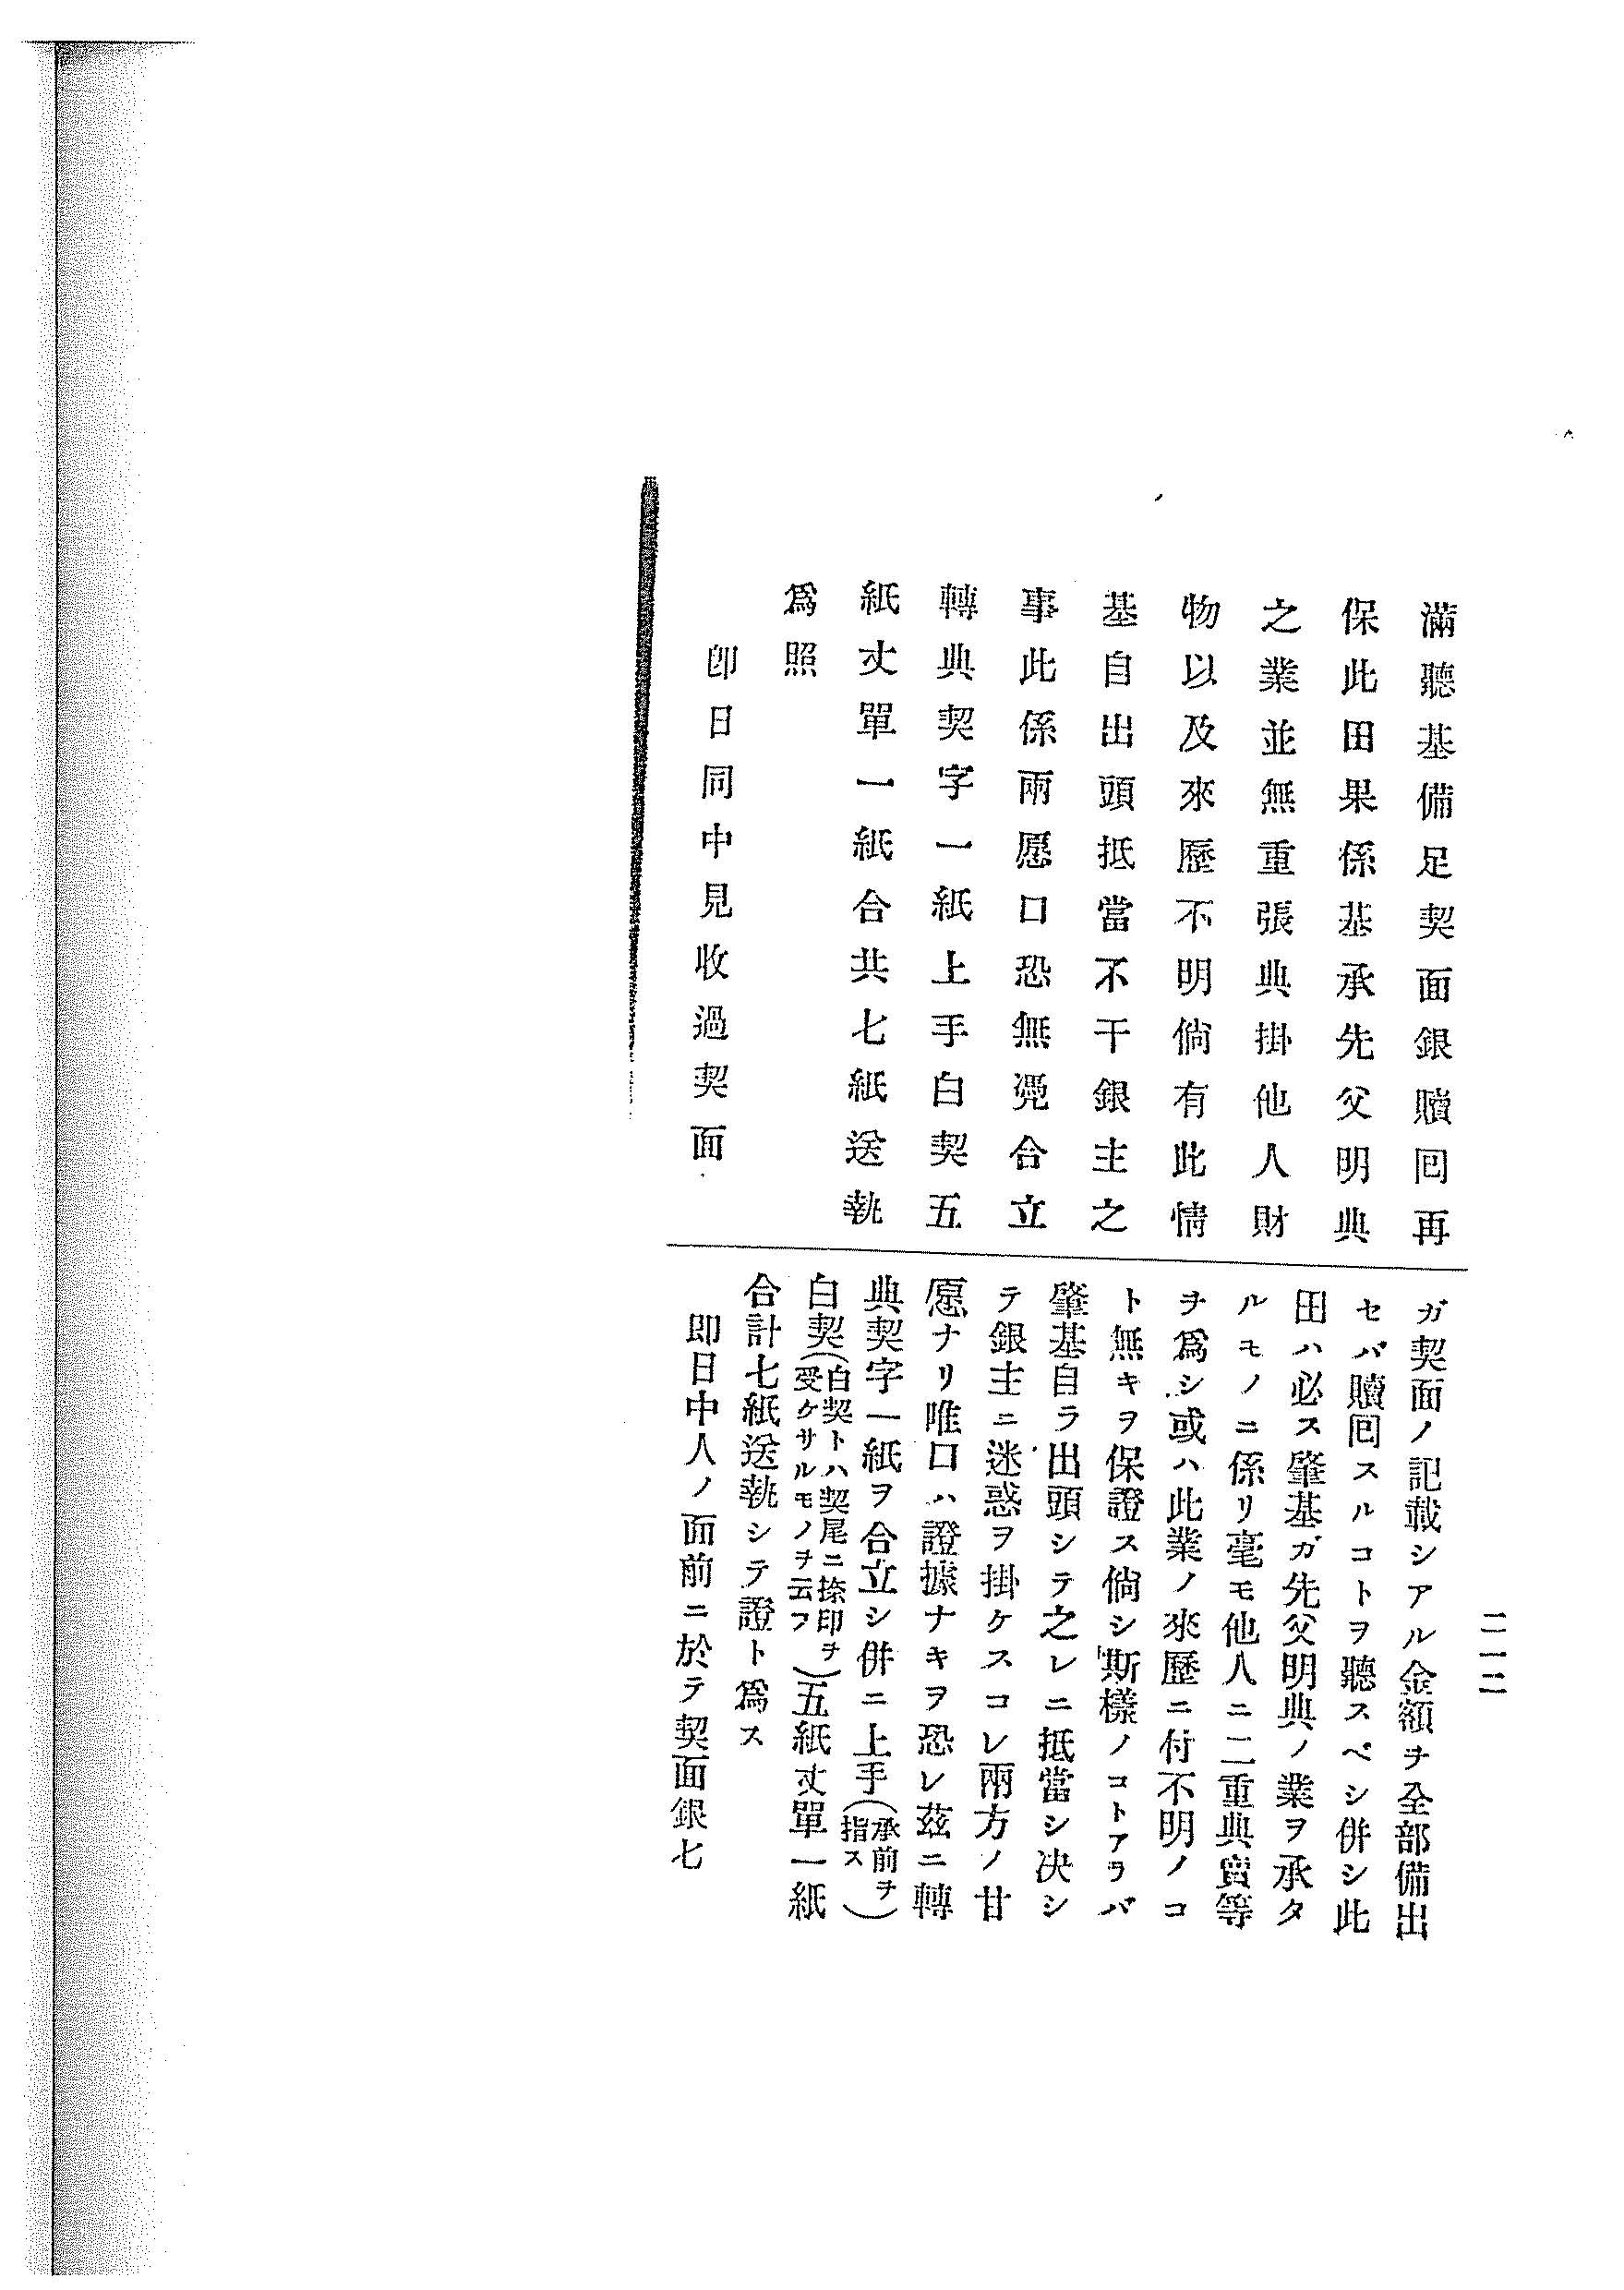 二一二
滿聽基備足契面銀贖囘再
保此田果係基承先父明典
之業並無重張典掛他人財
物以及來歷不明倘有此情
基自出頭抵當不干銀主之
事此係兩愿口恐無凴合立
轉典契字一紙上手白契五
紙丈單一紙合共七紙送執
爲照
卽日同中見收過契面
ガ契面ノ記載シアル金額ヲ全部備出
セバ贖囘スルコトヲ聽スベシ併シ此
田ハ必ス肇基ガ先父明典ノ業ヲ承タ
ルモノニ係リ毫モ他人ニ二重典賣等
ヲ爲シ或ハ此業ノ來歷ニ付不明ノコ
ト無キヲ保證ス倘シ斯樣ノコトアラバ
肇基自ラ出頭シテ之レニ抵當シ決シ
テ銀主ニ迷惑ヲ掛ケスコレ兩方ノ甘
愿ナリ唯口ハ證據ナキヲ恐レ茲ニ轉
典契字一紙ヲ合立シ併ニ上手(承前ヲ指ス)
白契(白契トハ契尾ニ捺印ヲ受ケサルモノヲ云フ)五紙丈單一紙
合計七紙送執シテ證ト爲ス
卽日中人ノ面前ニ於テ契面銀七